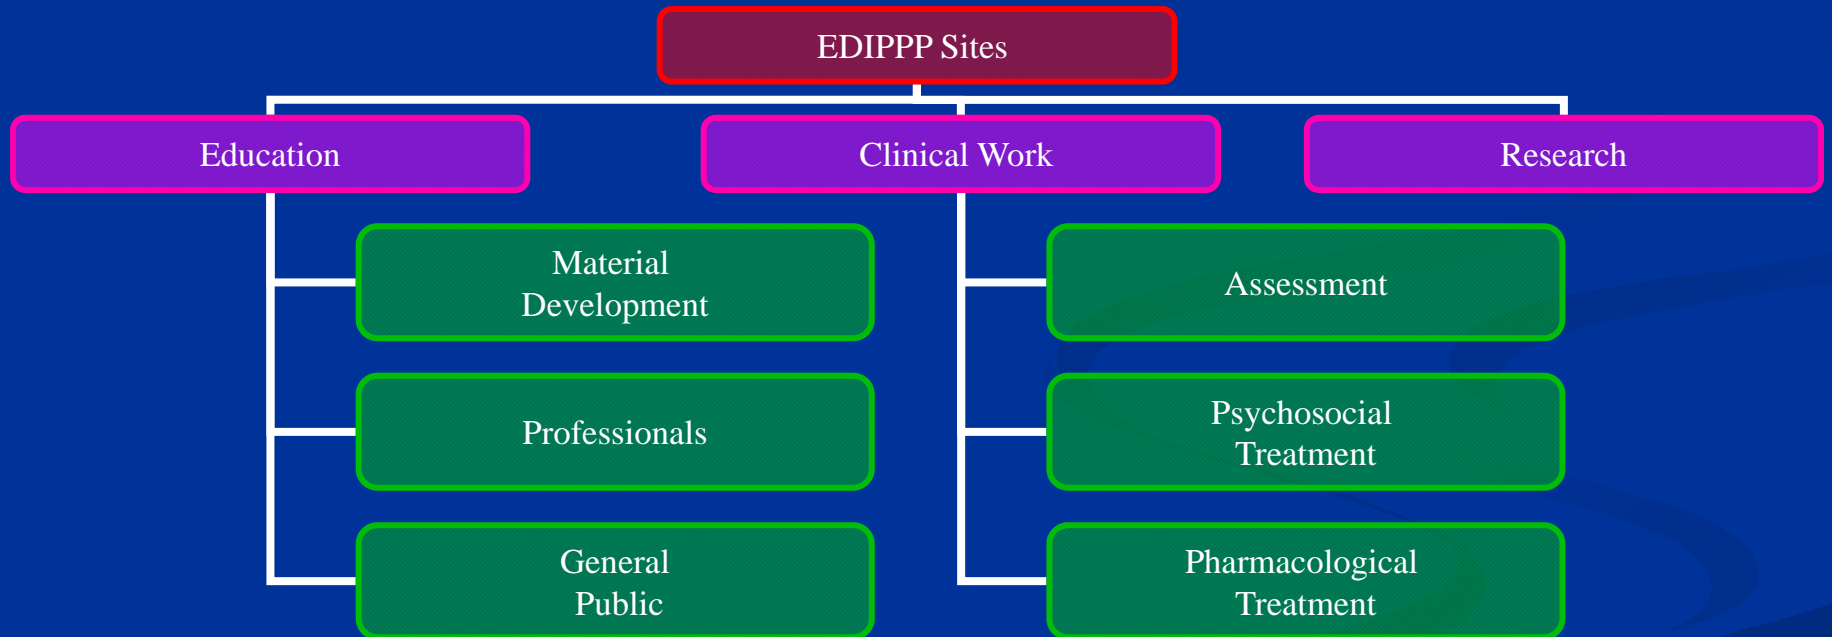 EDIPPP Sites
Education
Clinical Work
Research
Material
Development
Professionals
General
Public
Assessment
Psychosocial
Treatment
Pharmacological
Treatment